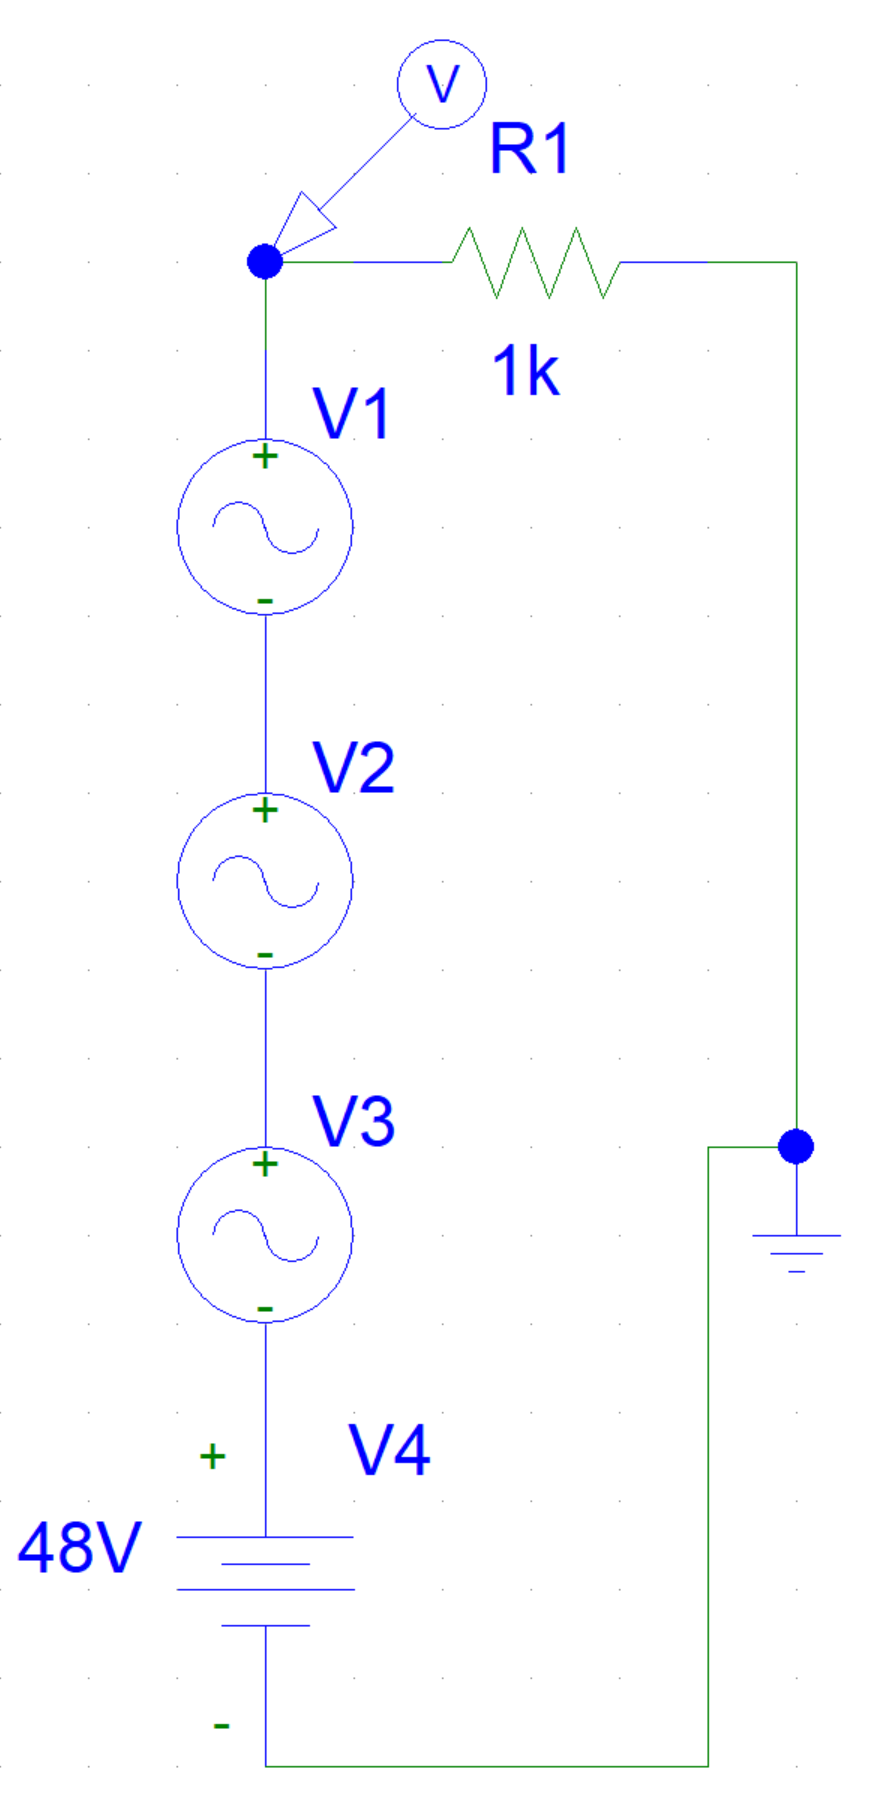 V
R1
1k
V1
+
-
V2
+
-
V3
+
-
+
V4
48V
-